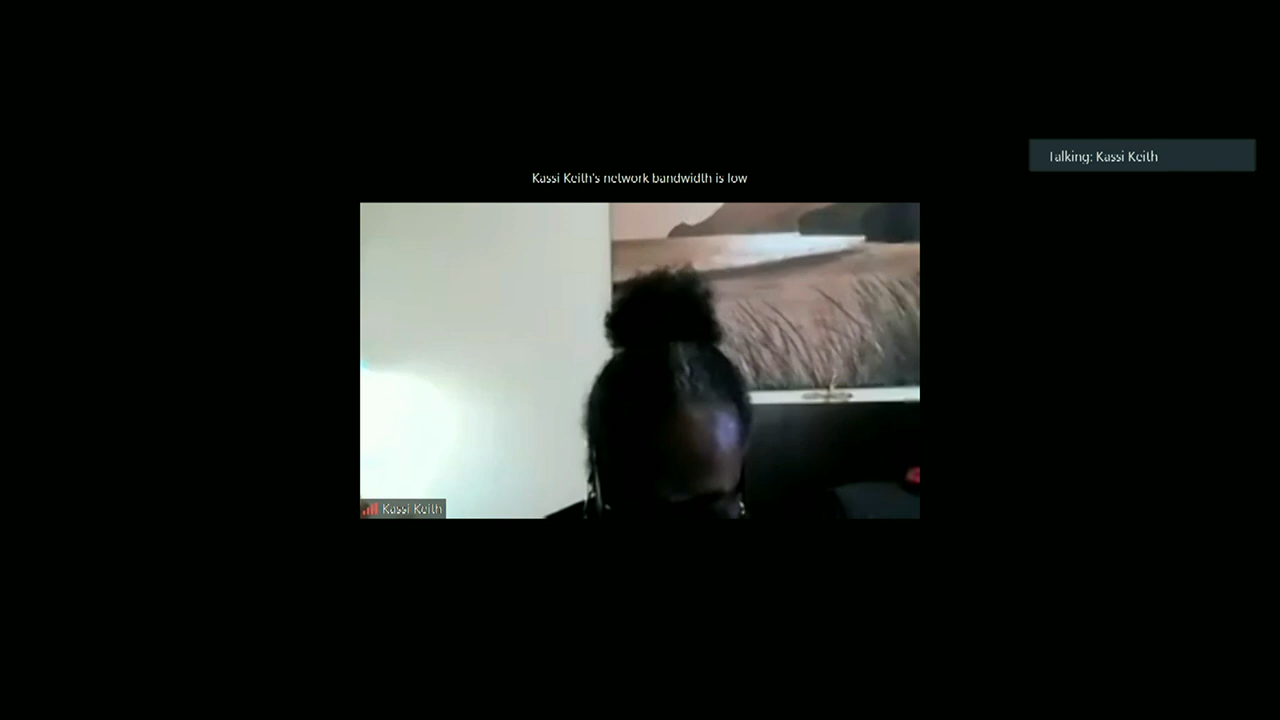 Talking: Kassi Keith
Kassi Keith's network bandwidth is low
Kassi Keith